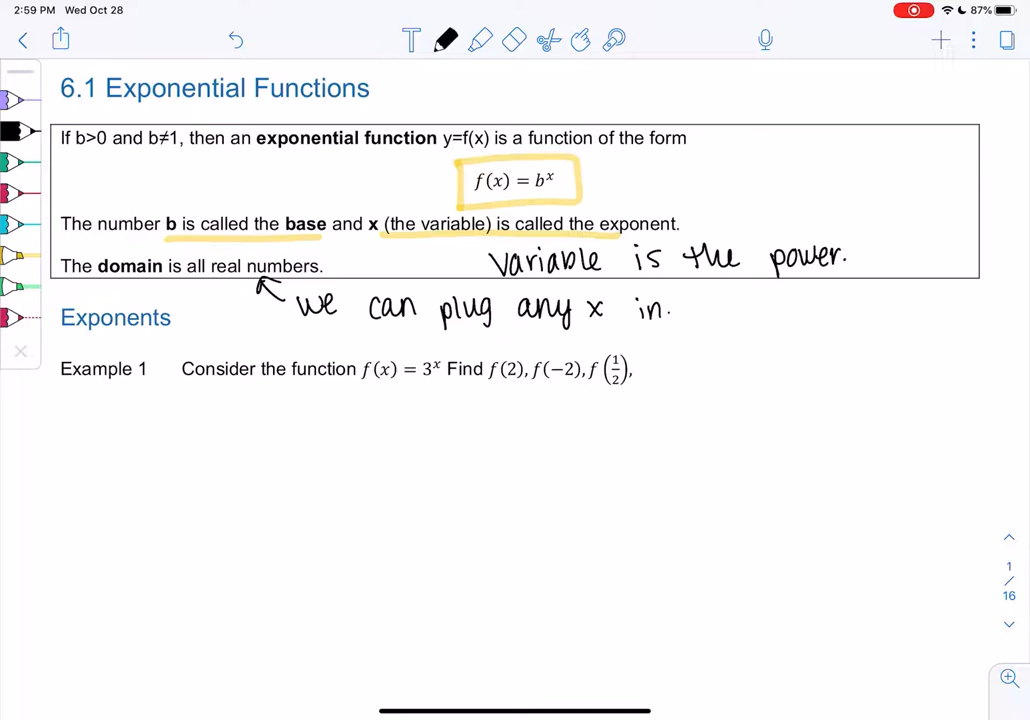 2:59 PM Wed Oct 28
87%
6.1 Exponential Functions
If b>0 and b≠1, then an exponential function y=f(x) is a function of the form
f(x) = bˣ
The number b is called the base and x (the variable) is called the exponent.
variable is the power.
The domain is all real numbers.
we can plug any x in.
Exponents
Example 1 Consider the function f(x) = 3ˣ Find f(2), f(−2), f(1/2),
1
/
16